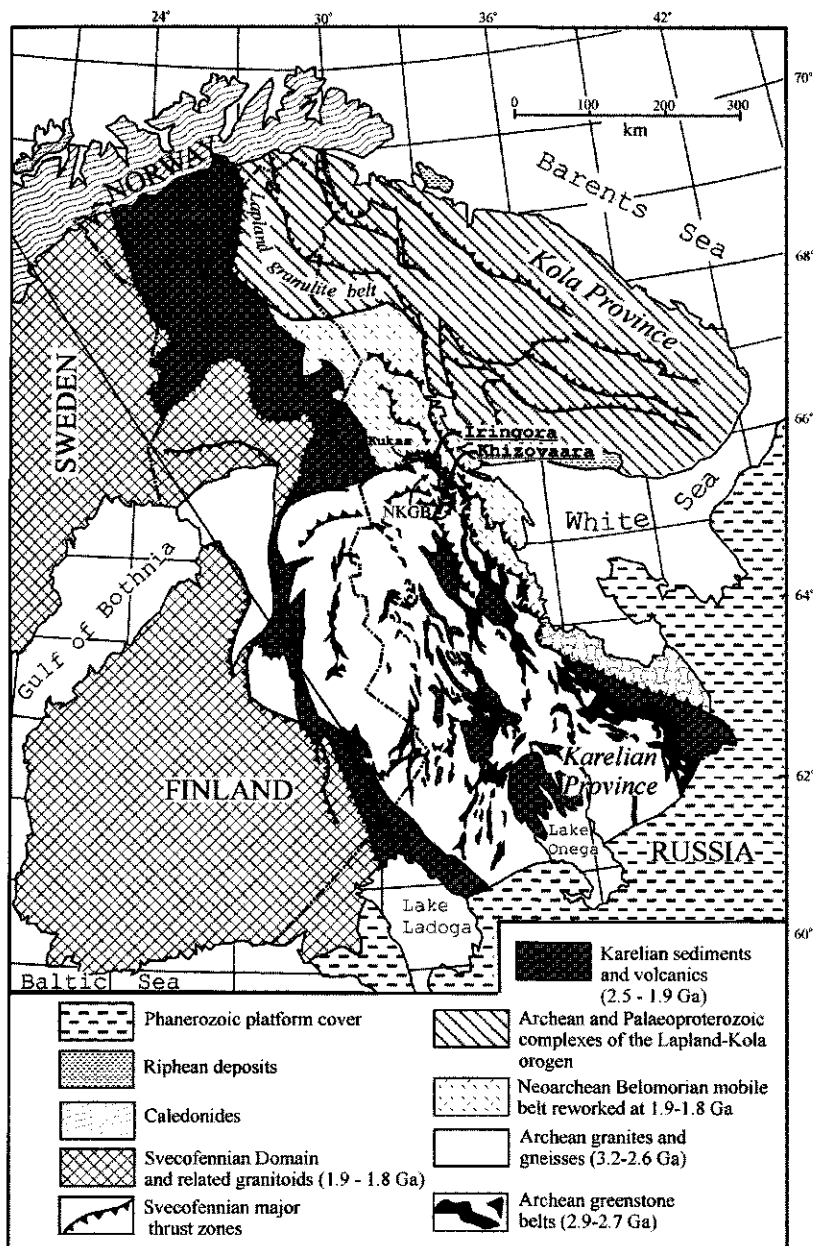 24°
30°
36°
42°
70°
0 100 200 300
km
Barents Sea
NORWAY
Lapland granulite belt
68°
Kola Province
SWEDEN
66°
Iringora
Khizovaara
NKGB
White Sea
Gulf of Bothnia
64°
Karelian
Province
62°
FINLAND
Lake
Onega
RUSSIA
Lake
Ladoga
60°
Baltic Sea
Karelian sediments
and volcanics
(2.5 - 1.9 Ga)
Phanerozoic platform cover
Riphean deposits
Caledonides
Svecofennian Domain
and related granitoids (1.9 - 1.8 Ga)
Svecofennian major
thrust zones
Archean and Palaeoproterozoic
complexes of the Lapland-Kola
orogen
Neoarchean Belomorian mobile
belt reworked at 1.9-1.8 Ga
Archean granites and
gneisses (3.2-2.6 Ga)
Archean greenstone
belts (2.9-2.7 Ga)